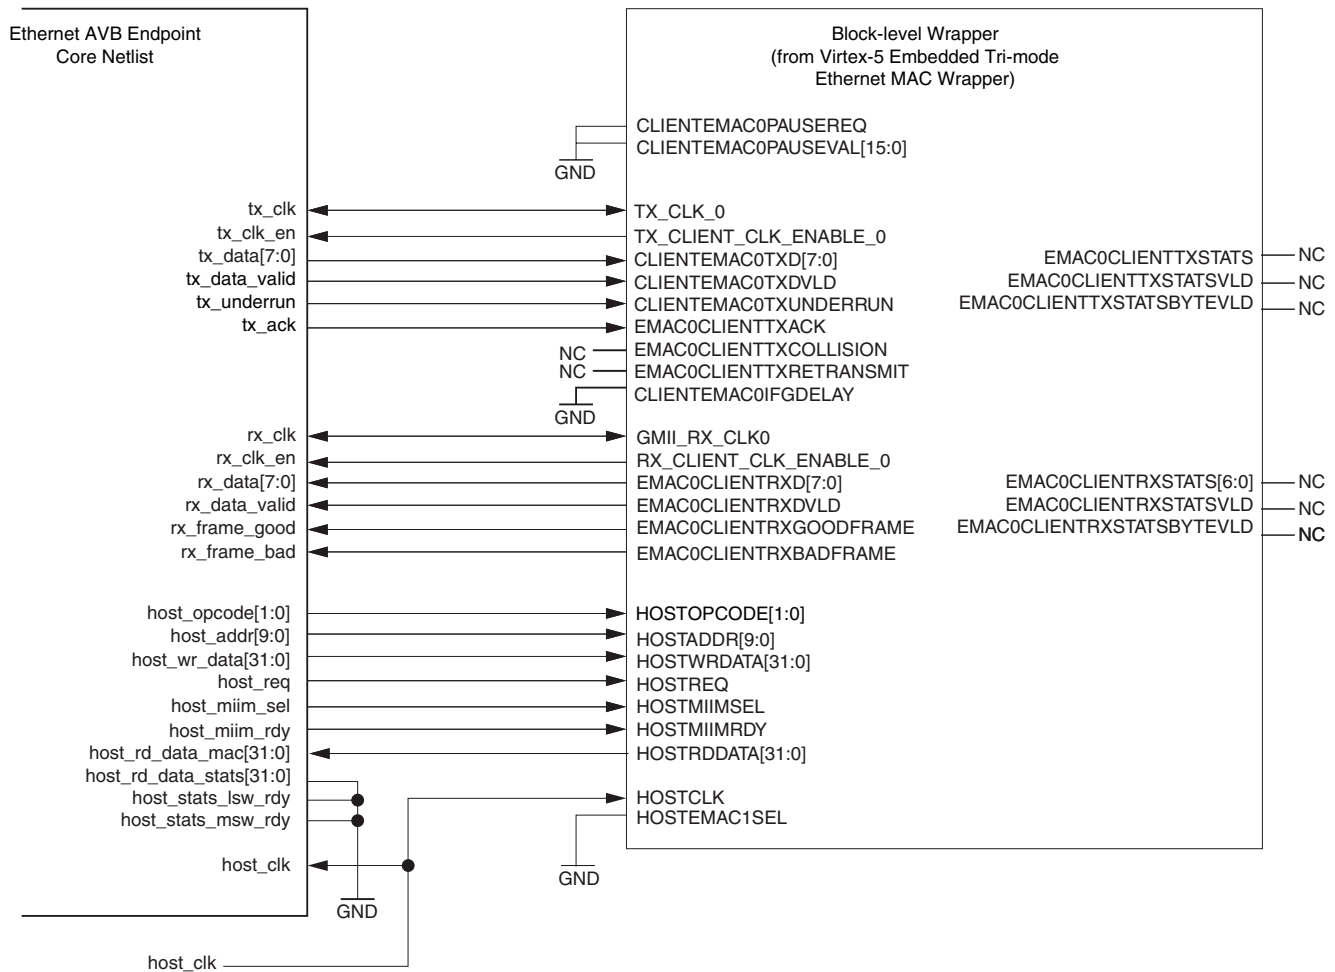 Ethernet AVB Endpoint
Core Netlist
Block-level Wrapper
(from Virtex-5 Embedded Tri-mode
Ethernet MAC Wrapper)
CLIENTEMAC0PAUSEREQ
CLIENTEMAC0PAUSEVAL[15:0]
GND
tx_clk
TX_CLK_0
tx_clk_en
TX_CLIENT_CLK_ENABLE_0
tx_data[7:0]
CLIENTEMAC0TXD[7:0]
EMAC0CLIENTTXSTATS
NC
tx_data_valid
CLIENTEMAC0TXDVLD
EMAC0CLIENTTXSTATSVLD
NC
tx_underrun
CLIENTEMAC0TXUNDERRUN
EMAC0CLIENTTXSTATSBYTEVLD
NC
tx_ack
EMAC0CLIENTTXACK
NC
EMAC0CLIENTTXCOLLISION
NC
EMAC0CLIENTTXRETRANSMIT
CLIENTEMAC0IFGDELAY
GND
rx_clk
GMII_RX_CLK0
rx_clk_en
RX_CLIENT_CLK_ENABLE_0
rx_data[7:0]
EMAC0CLIENTRXD[7:0]
EMAC0CLIENTRXSTATS[6:0]
NC
rx_data_valid
EMAC0CLIENTRXDVLD
EMAC0CLIENTRXSTATSVLD
NC
rx_frame_good
EMAC0CLIENTRXGOODFRAME
EMAC0CLIENTRXSTATSBYTEVLD
NC
rx_frame_bad
EMAC0CLIENTRXBADFRAME
host_opcode[1:0]
HOSTOPCODE[1:0]
host_addr[9:0]
HOSTADDR[9:0]
host_wr_data[31:0]
HOSTWRDATA[31:0]
host_req
HOSTREQ
host_miim_sel
HOSTMIIMSEL
host_miim_rdy
HOSTMIIMRDY
host_rd_data_mac[31:0]
HOSTRDDATA[31:0]
host_rd_data_stats[31:0]
host_stats_lsw_rdy
HOSTCLK
host_stats_msw_rdy
HOSTEMAC1SEL
host_clk
GND
GND
host_clk